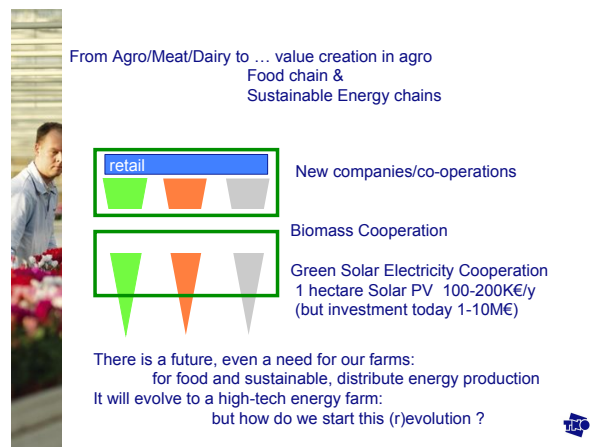 From Agro/Meat/Dairy to … value creation in agro
Food chain &
Sustainable Energy chains
retail
New companies/co-operations
Biomass Cooperation
Green Solar Electricity Cooperation
1 hectare Solar PV 100-200K€/y
(but investment today 1-10M€)
There is a future, even a need for our farms:
for food and sustainable, distribute energy production
It will evolve to a high-tech energy farm:
but how do we start this (r)evolution ?
TNO